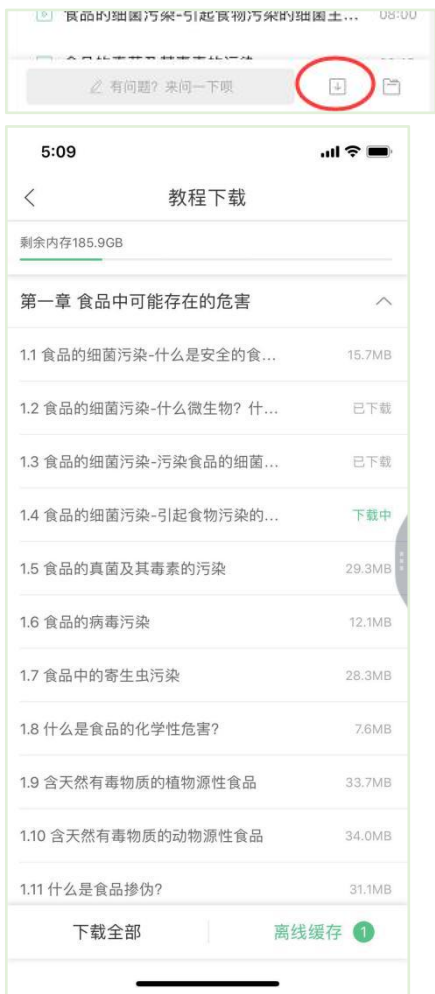 食品的细菌污染-引起食物污染的细菌主... 08:00
有问题？来问一下呗
5:09
教程下载
剩余内存185.9GB
第一章 食品中可能存在的危害
1.1 食品的细菌污染-什么是安全的食... 15.7MB
1.2 食品的细菌污染-什么微生物？什... 已下载
1.3 食品的细菌污染-污染食品的细菌... 已下载
1.4 食品的细菌污染-引起食物污染的... 下载中
1.5 食品的真菌及其毒素的污染 29.3MB
1.6 食品的病毒污染 12.1MB
1.7 食品中的寄生虫污染 28.3MB
1.8 什么是食品的化学性危害? 7.6MB
1.9 含天然有毒物质的植物源性食品 33.7MB
1.10 含天然有毒物质的动物源性食品 34.0MB
1.11 什么是食品掺伪? 31.1MB
下载全部 离线缓存 1